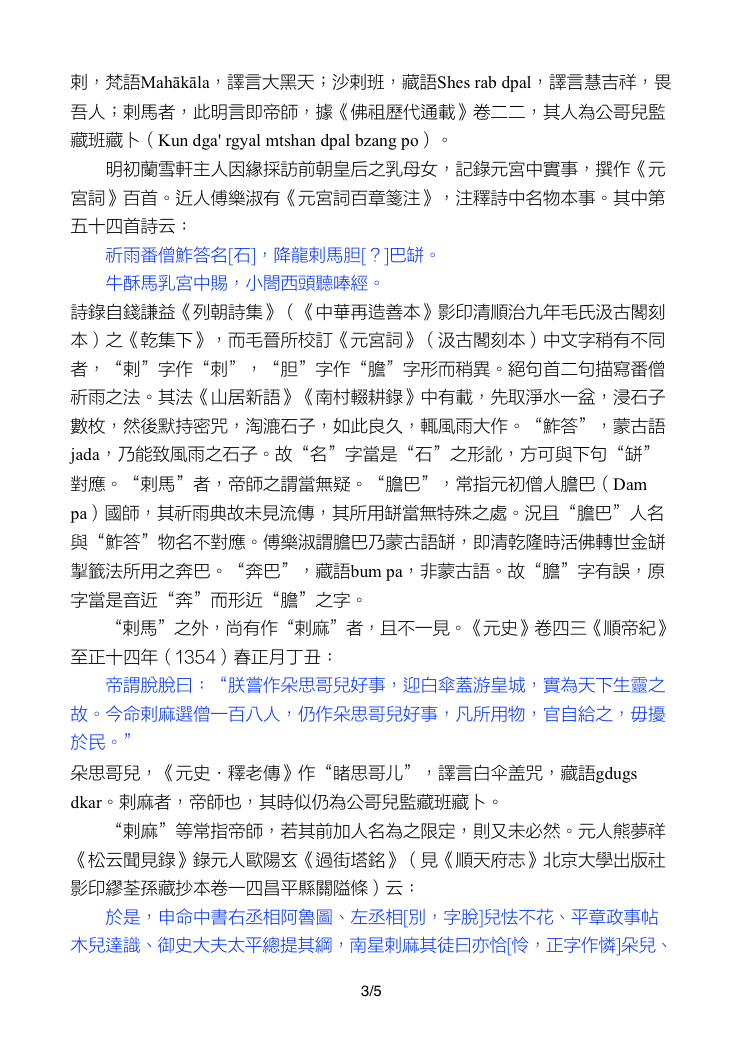 剌，梵語Mahākāla，譯言大黑天；沙剌班，藏語Shes rab dpal，譯言慧吉祥，畏
吾人；剌馬者，此明言即帝師，據《佛祖歷代通載》卷二二，其人為公哥兒監
藏班藏卜（Kun dga' rgyal mtshan dpal bzang po）。
明初蘭雪軒主人因緣採訪前朝皇后之乳母女，記錄元宮中實事，撰作《元
宮詞》百首。近人傅樂淑有《元宮詞百章箋注》，注釋詩中名物本事。其中第
五十四首詩云：
祈雨番僧鮓答名[石]，降龍剌馬胆[？]巴缾。
牛酥馬乳宮中賜，小閤西頭聽唪經。
詩錄自錢謙益《列朝詩集》（《中華再造善本》影印清順治九年毛氏汲古閣刻
本）之《乾集下》，而毛晉所校訂《元宮詞》（汲古閣刻本）中文字稍有不同
者，“剌”字作“刺”，“胆”字作“膽”字形而稍異。絕句首二句描寫番僧
祈雨之法。其法《山居新語》《南村輟耕錄》中有載，先取淨水一盆，浸石子
數枚，然後默持密咒，淘漉石子，如此良久，輒風雨大作。“鮓答”，蒙古語
jada，乃能致風雨之石子。故“名”字當是“石”之形訛，方可與下句“缾”
對應。“剌馬”者，帝師之謂當無疑。“膽巴”，常指元初僧人膽巴（Dam
pa）國師，其祈雨典故未見流傳，其所用缾當無特殊之處。況且“膽巴”人名
與“鮓答”物名不對應。傅樂淑謂膽巴乃蒙古語缾，即清乾隆時活佛轉世金缾
掣籤法所用之奔巴。“奔巴”，藏語bum pa，非蒙古語。故“膽”字有誤，原
字當是音近“奔”而形近“膽”之字。
“剌馬”之外，尚有作“剌麻”者，且不一見。《元史》卷四三《順帝紀》
至正十四年（1354）春正月丁丑：
帝謂脫脫曰：“朕嘗作朵思哥兒好事，迎白傘蓋游皇城，實為天下生靈之
故。今命剌麻選僧一百八人，仍作朵思哥兒好事，凡所用物，官自給之，毋擾
於民。”
朵思哥兒，《元史．釋老傳》作“睹思哥儿”，譯言白伞盖咒，藏語gdugs
dkar。剌麻者，帝師也，其時似仍為公哥兒監藏班藏卜。
“剌麻”等常指帝師，若其前加人名為之限定，則又未必然。元人熊夢祥
《松云聞見錄》錄元人歐陽玄《過街塔銘》（見《順天府志》北京大學出版社
影印繆荃孫藏抄本卷一四昌平縣關隘條）云：
於是，申命中書右丞相阿魯圖、左丞相[別，字脫]兒怯不花、平章政事帖
木兒達識、御史大夫太平總提其綱，南星剌麻其徒曰亦恰[怜，正字作憐]朵兒、
3/5